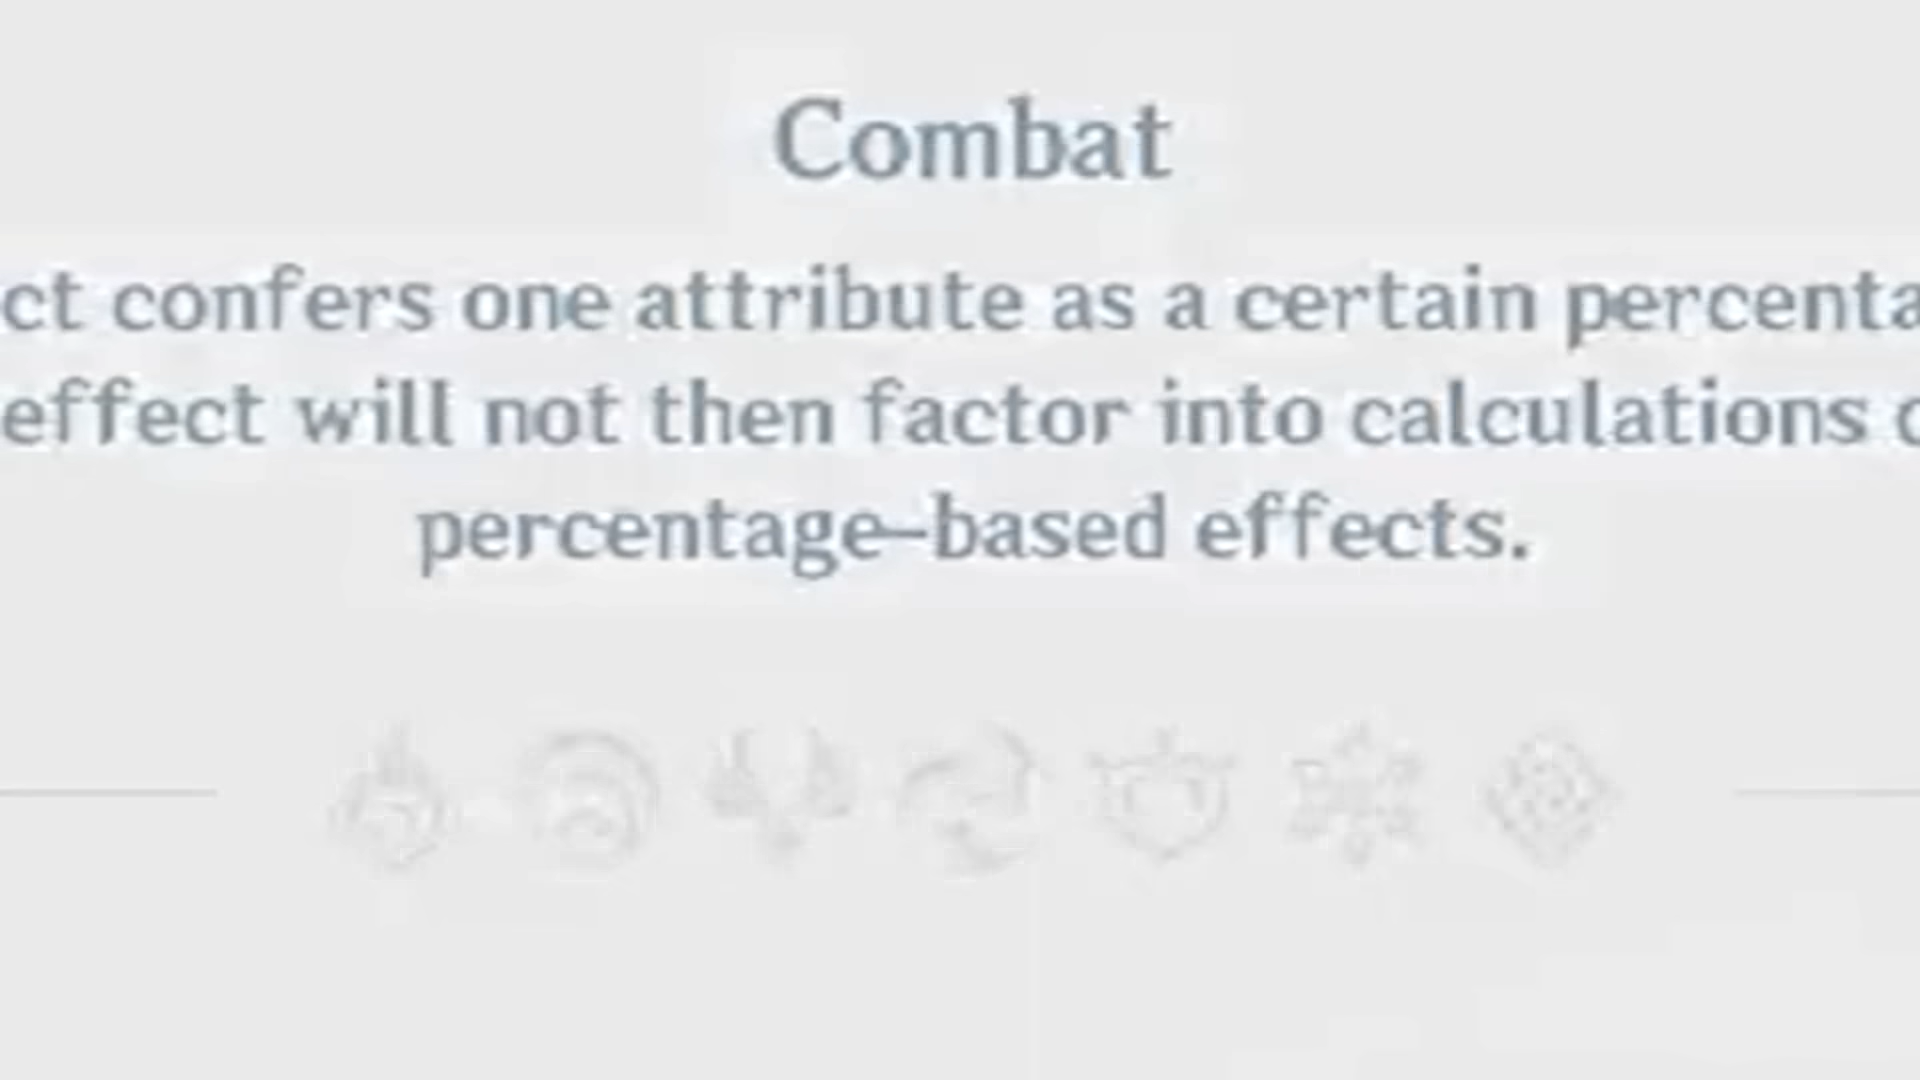 Combat
ct confers one attribute as a certain percenta
effect will not then factor into calculations
percentage-based effects.